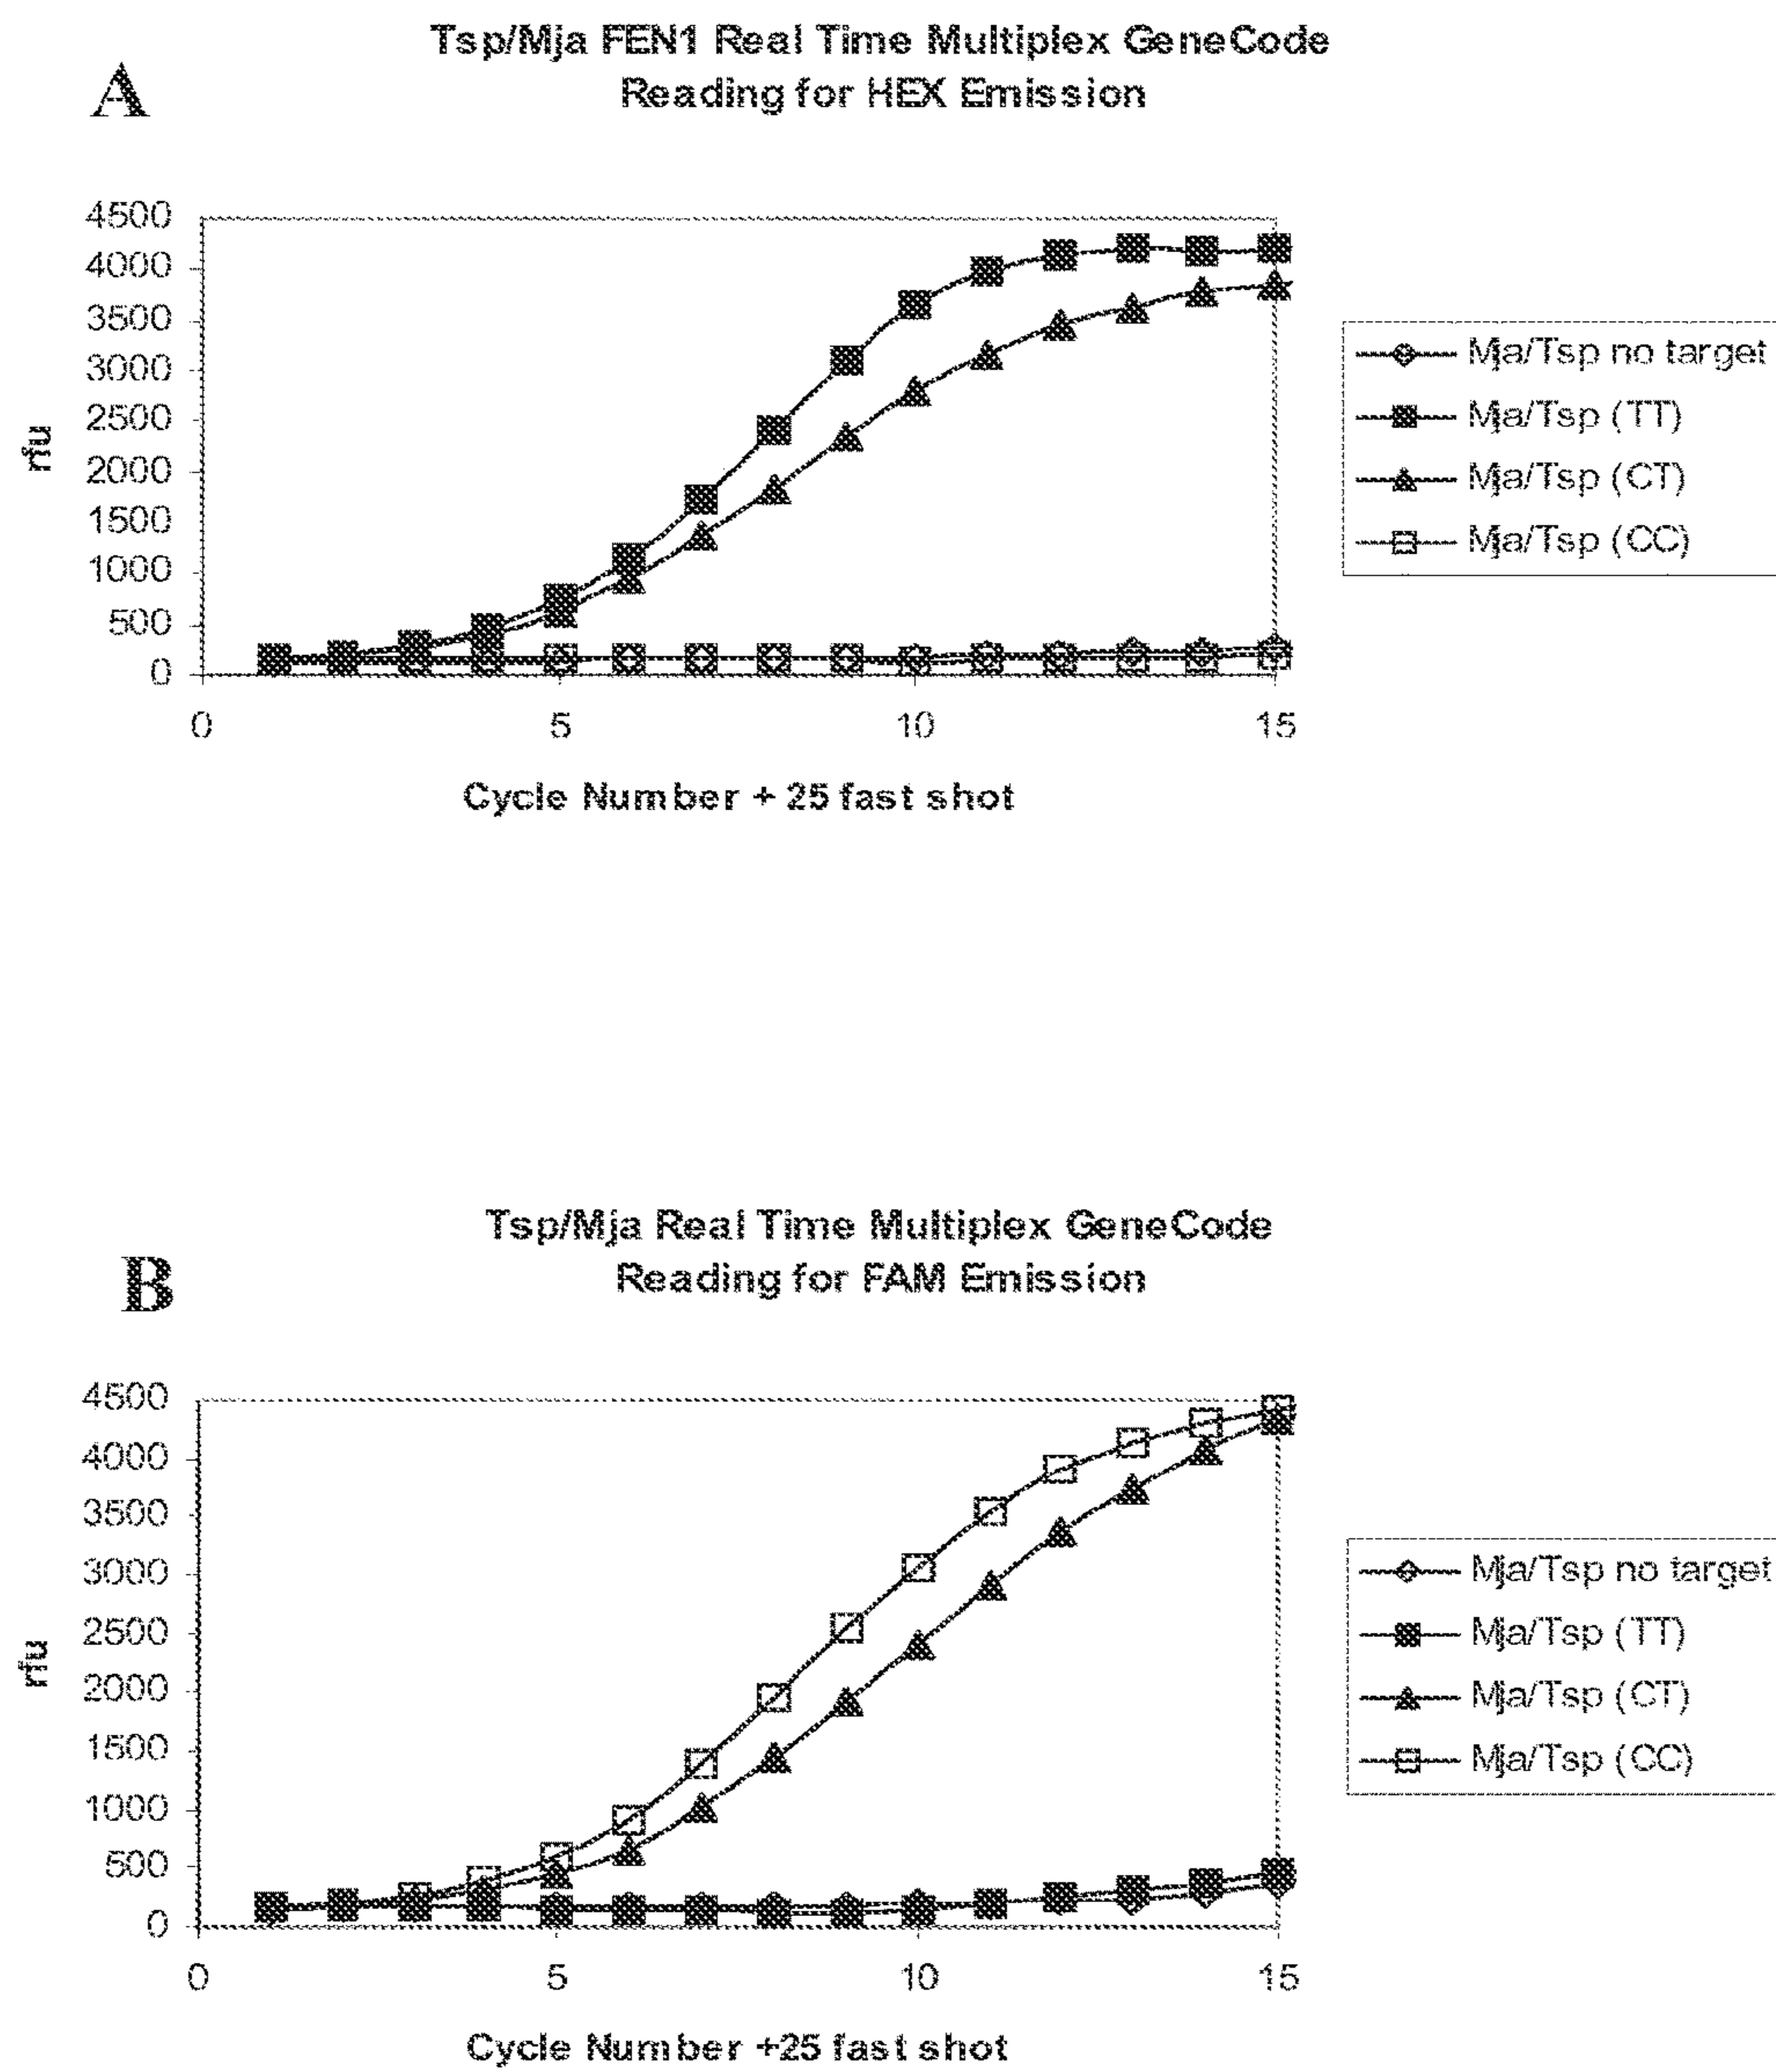 A
Tsp/Mja FEN1 Real Time Multiplex GeneCode
Reading for HEX Emission
4500
4000
3500
3000
2500
2000
1500
1000
500
0
rfu
0 5 10 15
Cycle Number + 25 fast shot
Mja/Tsp no target
Mja/Tsp (TT)
Mja/Tsp (CT)
Mja/Tsp (CC)
B
Tsp/Mja Real Time Multiplex GeneCode
Reading for FAM Emission
4500
4000
3500
3000
2500
2000
1500
1000
500
0
rfu
0 5 10 15
Cycle Number +25 fast shot
Mja/Tsp no target
Mja/Tsp (TT)
Mja/Tsp (CT)
Mja/Tsp (CC)